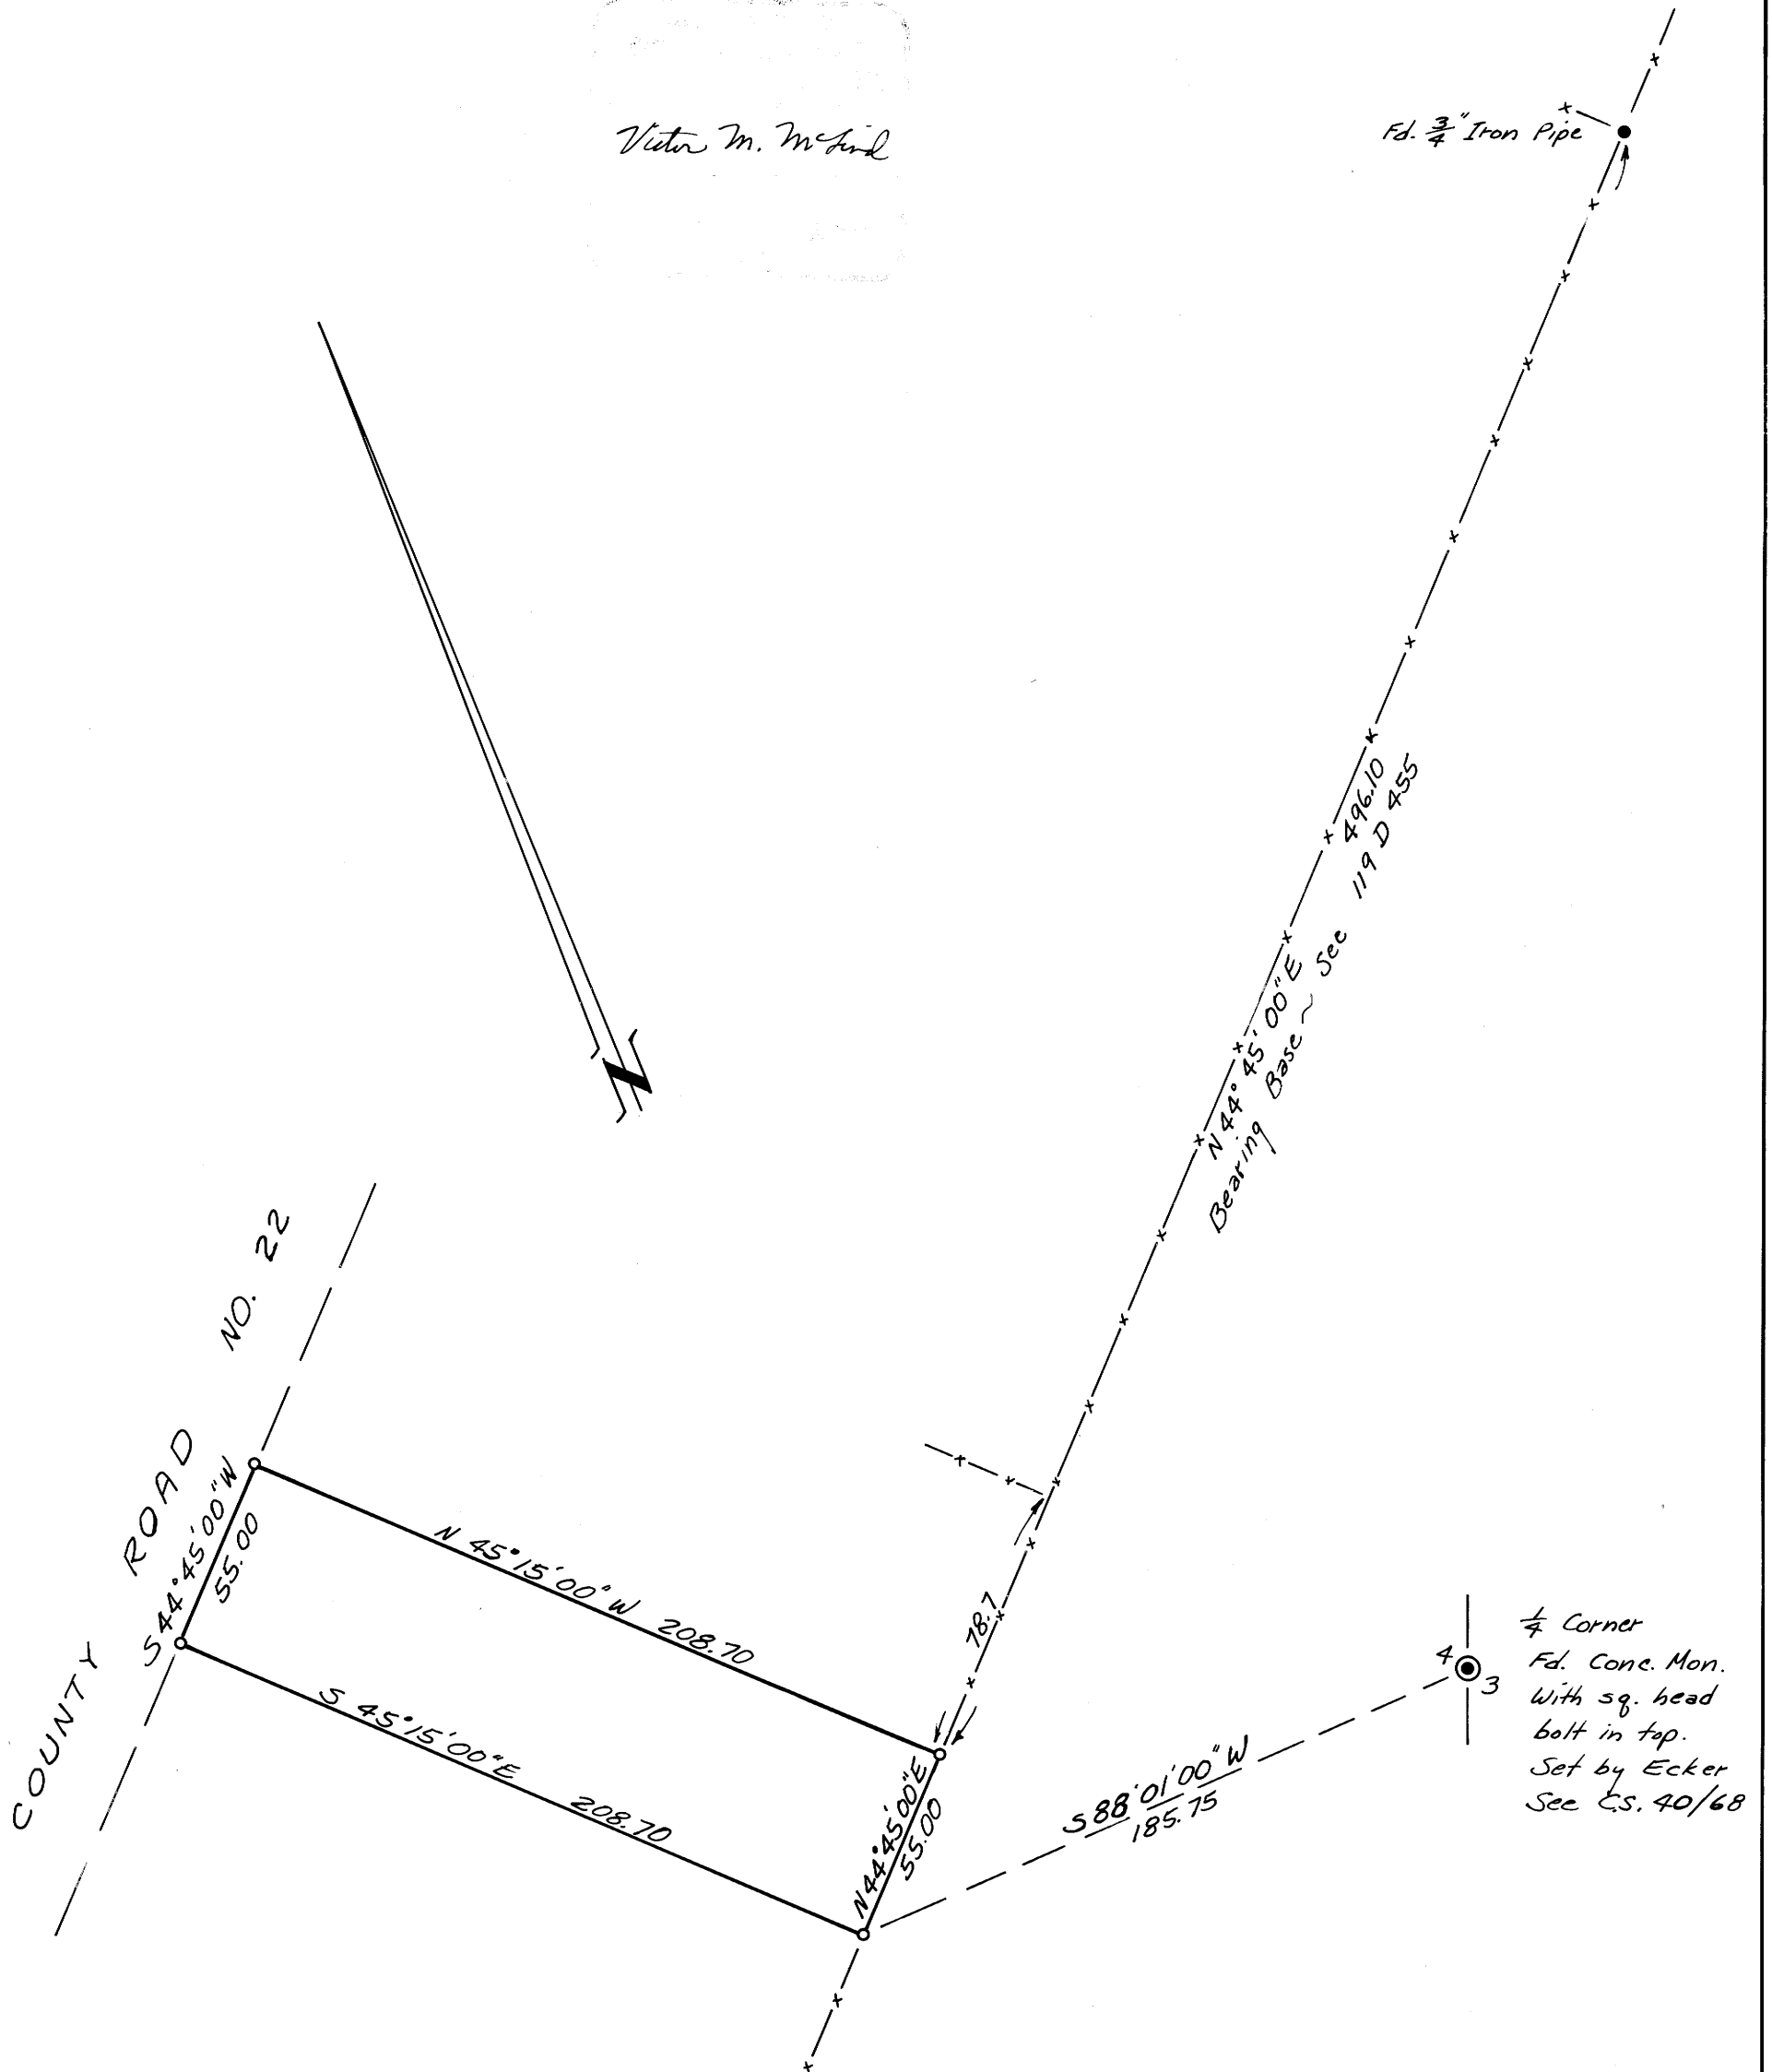 Victor M. McLind
Fd. 3/4" Iron Pipe
N 44° 45' 00" E 496.10
Bearing Base ~ See 119 D 455
N
COUNTY ROAD NO. 22
S 44° 45' 00" W
55.00
N 45° 15' 00" W 208.70
S 45° 15' 00" E 208.70
78.7
N 44° 45' 00" E
55.00
S 88° 01' 00" W
185.75
4
3
1/4 Corner
Fd. Conc. Mon.
With sq. head
bolt in top.
Set by Ecker
See C.S. 40/68